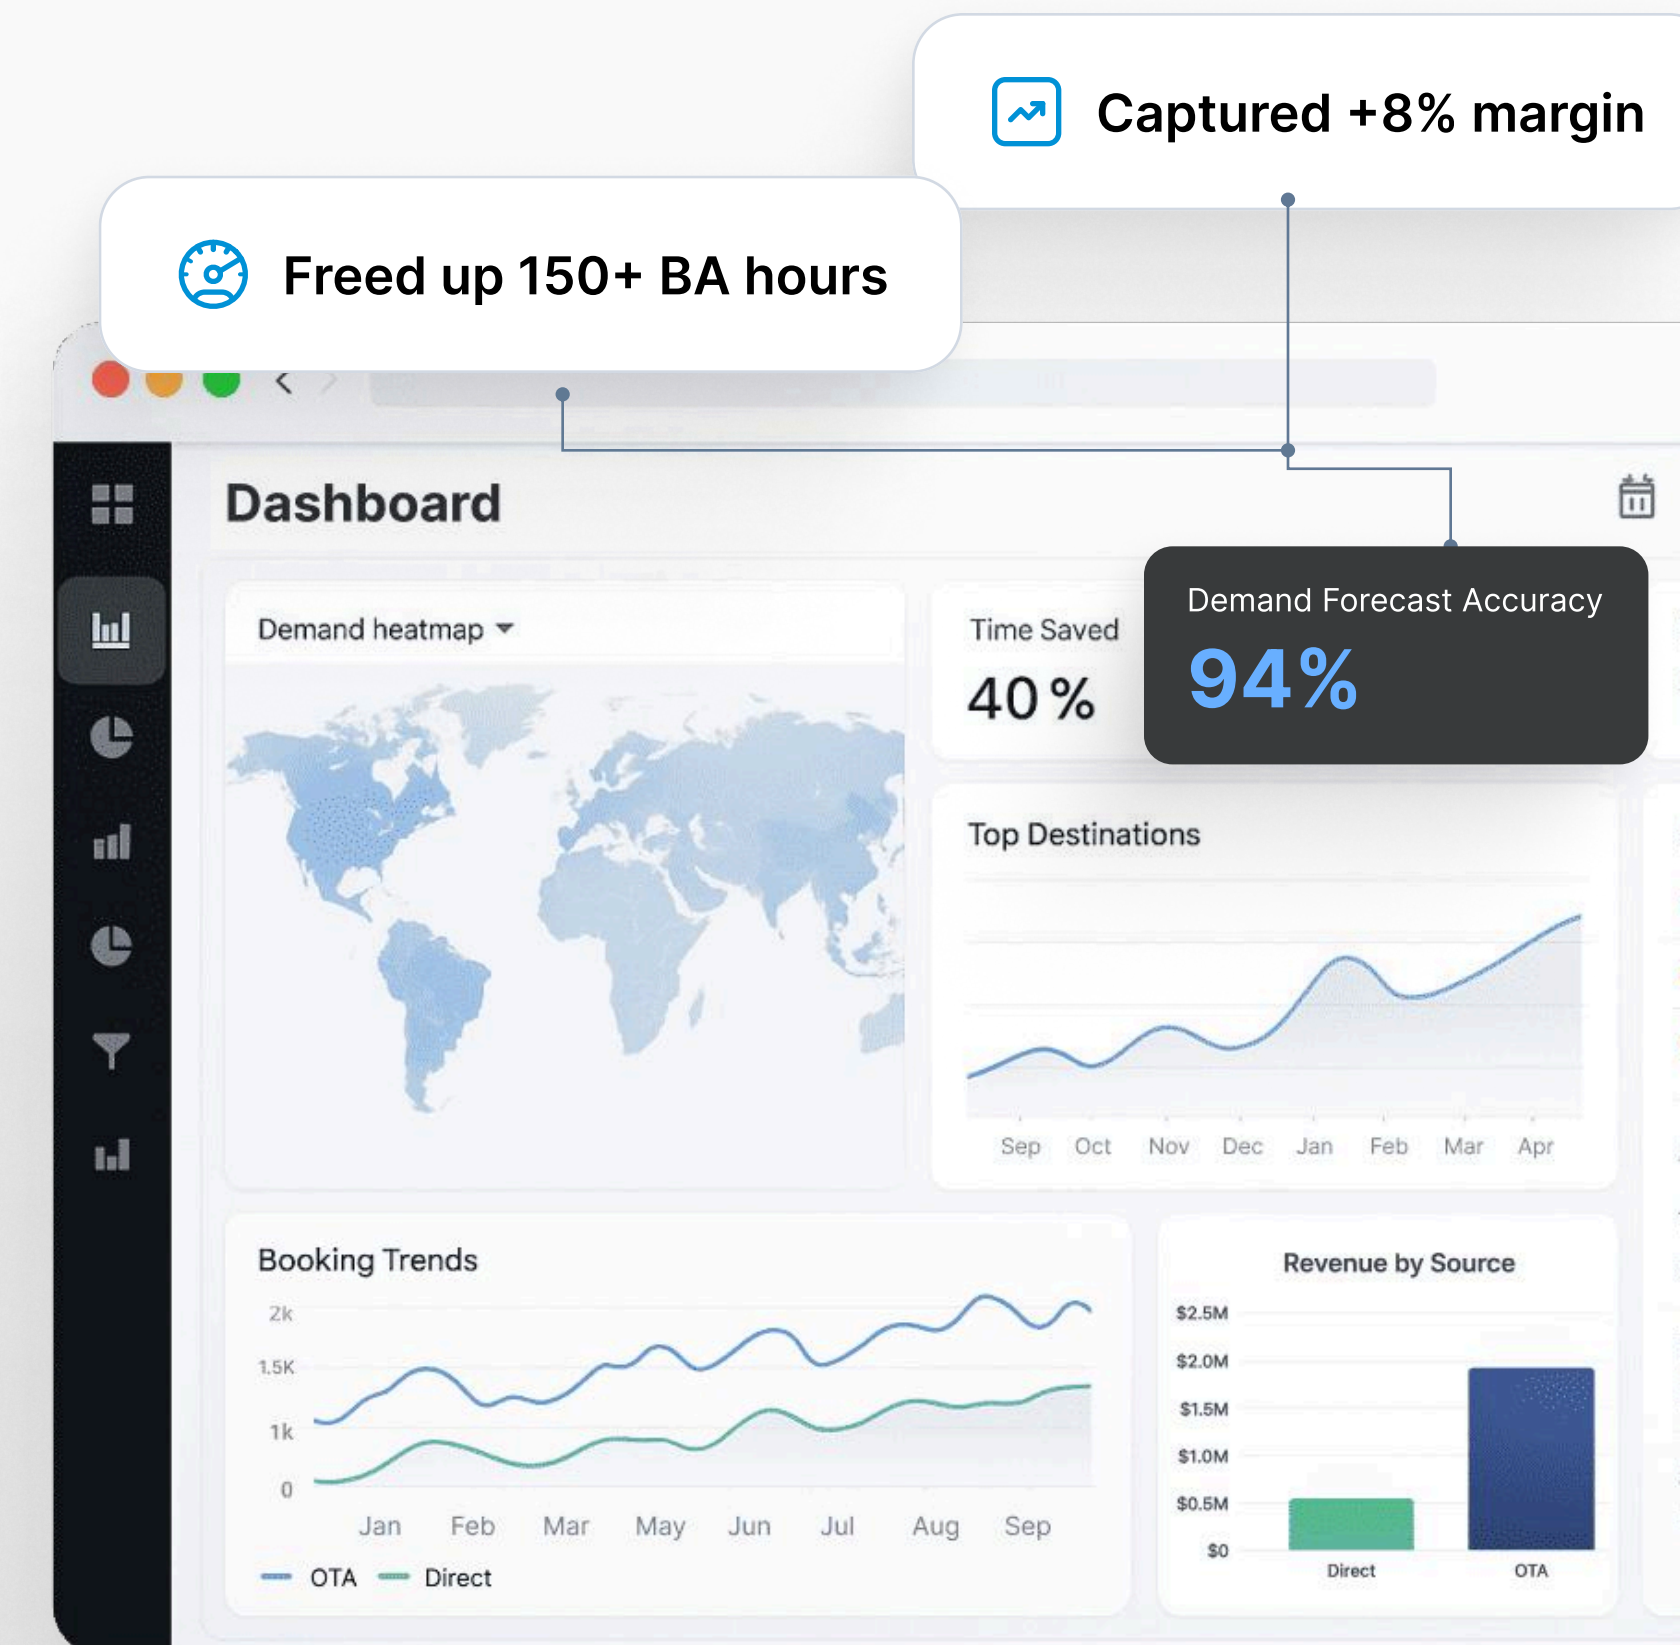 Captured +8% margin
Freed up 150+ BA hours
Dashboard
Demand Forecast Accuracy
94%
Demand heatmap
Time Saved
40 %
Top Destinations
Sep Oct Nov Dec Jan Feb Mar Apr
Booking Trends
2k
1.5K
1k
0
Jan Feb Mar May Jun Jul Aug Sep
OTA Direct
Revenue by Source
$2.5M
$2.0M
$1.5M
$1.0M
$0.5M
$0
Direct OTA